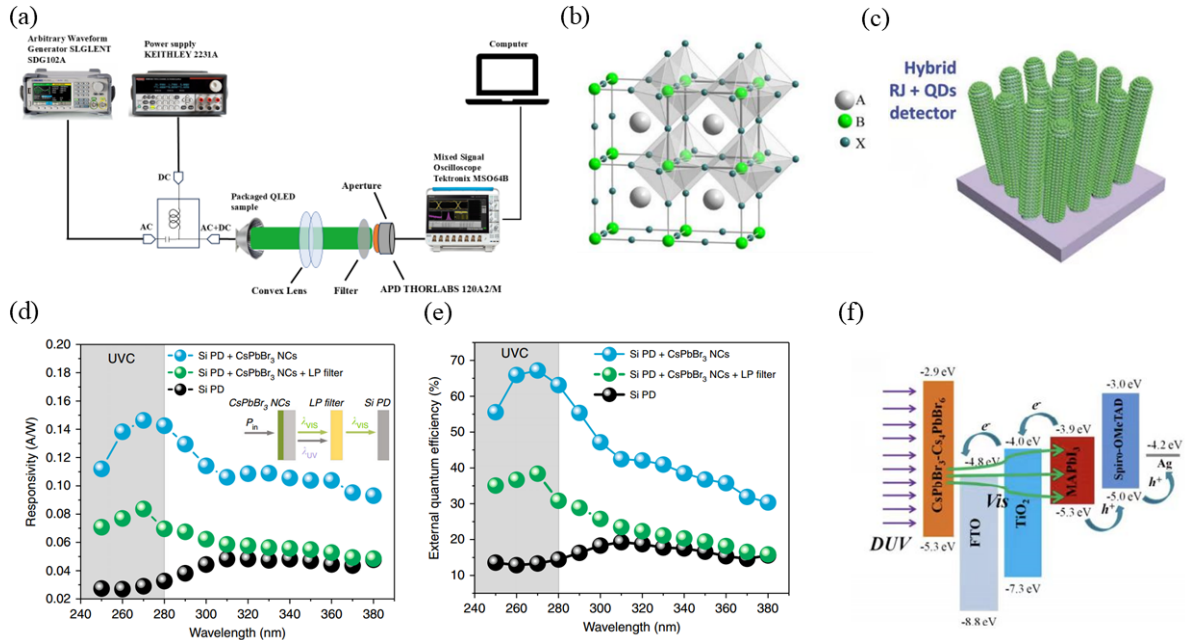 (a)
Arbitrary Waveform
Generator SLGLENT
SDG102A
Power supply
KEITHLEY 2231A
Computer
DC
AC
AC+DC
Packaged QLED
sample
Convex Lens
Filter
Aperture
APD THORLABS 120A2/M
Mixed Signal
Oscilloscope
Tektronix MSO64B
(b)
A
B
X
(c)
Hybrid
RJ + QDs
detector
(d)
Responsivity (A/W)
0.20
0.18
0.16
0.14
0.12
0.10
0.08
0.06
0.04
0.02
UVC
Si PD + CsPbBr3 NCs
Si PD + CsPbBr3 NCs + LP filter
Si PD
CsPbBr3 NCs
LP filter
Si PD
Pin
λVIS
λUV
λVIS
240 260 280 300 320 340 360 380
Wavelength (nm)
(e)
External quantum efficiency (%)
70
60
50
40
30
20
10
UVC
Si PD + CsPbBr3 NCs
Si PD + CsPbBr3 NCs + LP filter
Si PD
240 260 280 300 320 340 360 380
Wavelength (nm)
(f)
-2.9 eV
CsPbBr3-Cs4PbBr6
-5.3 eV
DUV
e-
-4.8 eV
FTO
-8.8 eV
Vis
-4.0 eV
TiO2
-7.3 eV
e-
-3.9 eV
MAPbI3
-5.3 eV
h+
-3.0 eV
Spiro-OMeTAD
-5.0 eV
h+
-4.2 eV
Ag